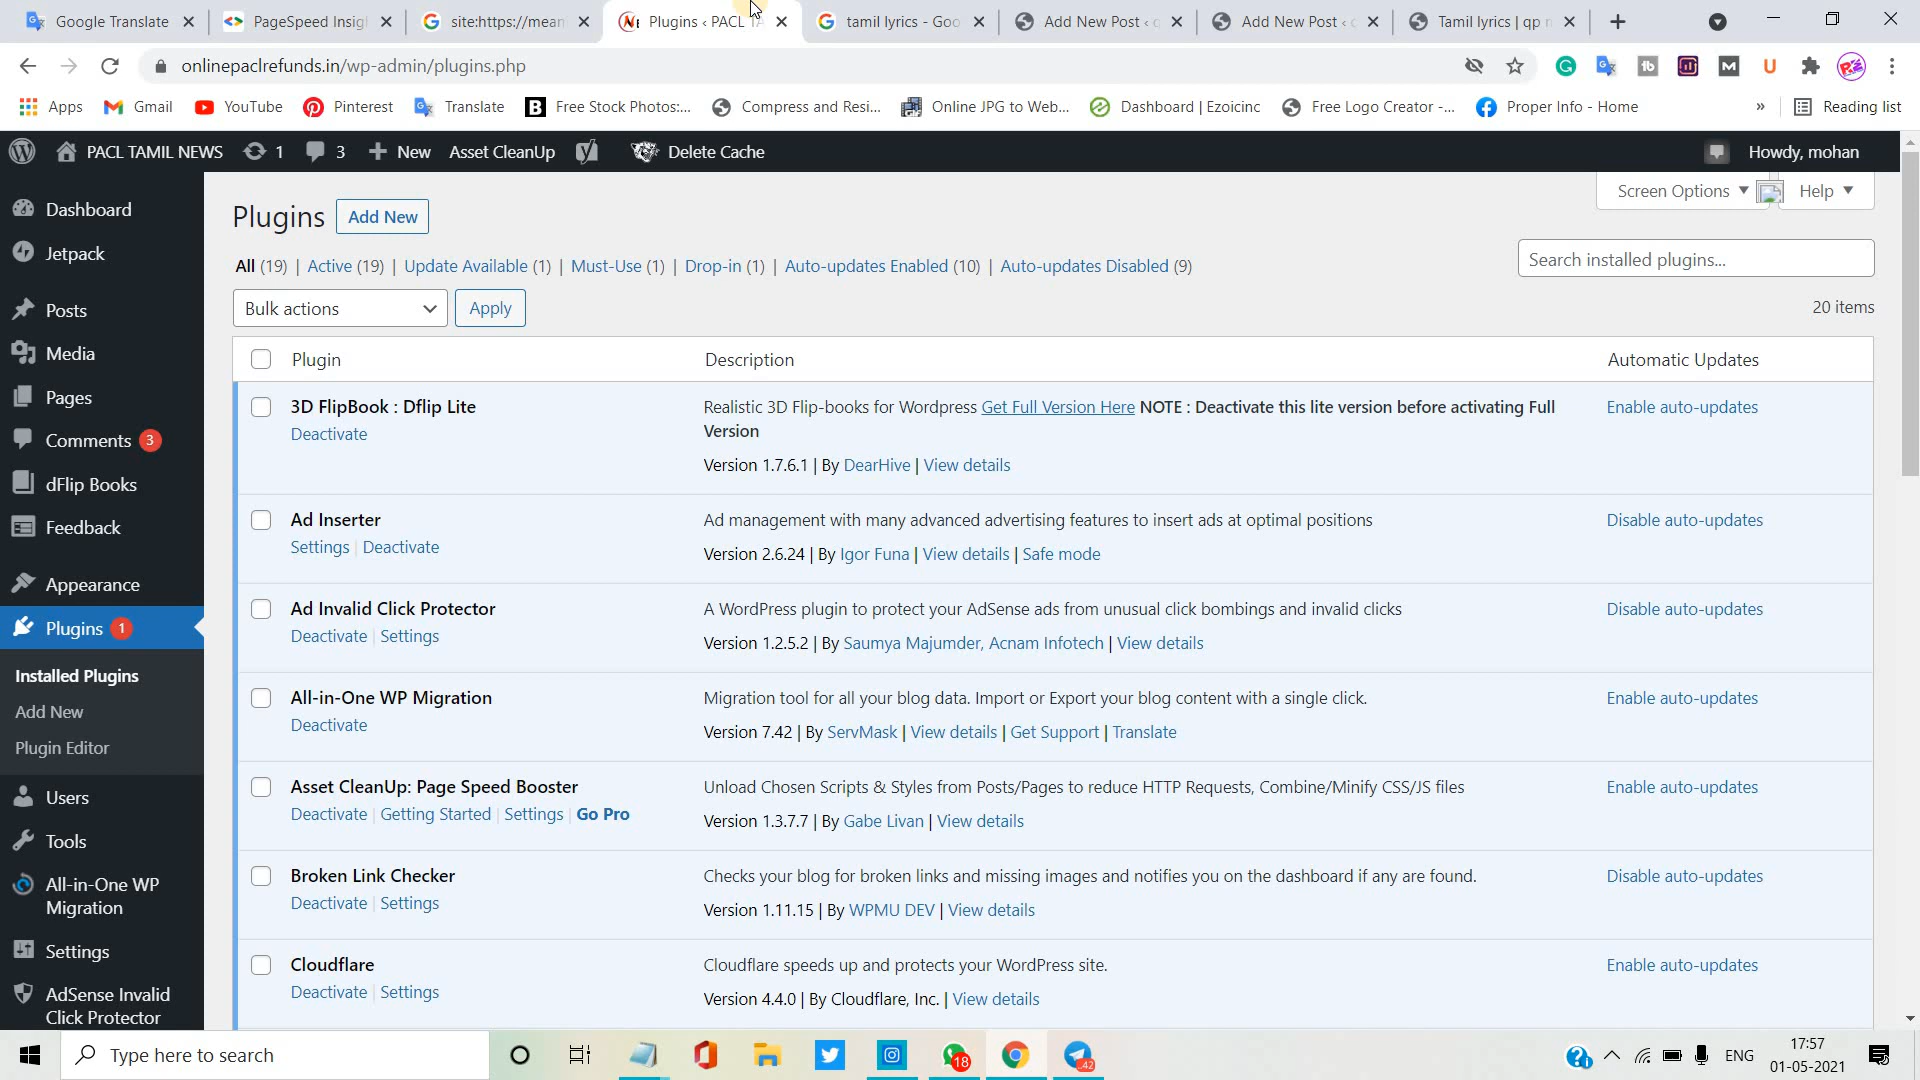 Google Translate
PageSpeed Insig
site:https://mean
Plugins ‹ PACL TA
tamil lyrics - Goo
Add New Post ‹ q
Add New Post ‹
Tamil lyrics | qp
onlinepaclrefunds.in/wp-admin/plugins.php
Apps
Gmail
YouTube
Pinterest
Translate
Free Stock Photos:...
Compress and Resi...
Online JPG to Web...
Dashboard | Ezoicinc
Free Logo Creator -...
Proper Info - Home
»
Reading list
PACL TAMIL NEWS
1
3
+ New
Asset CleanUp
Delete Cache
Howdy, mohan
Screen Options ▼
Help ▼
Dashboard
Jetpack
Posts
Media
Pages
Comments 3
dFlip Books
Feedback
Appearance
Plugins 1
Installed Plugins
Add New
Plugin Editor
Users
Tools
All-in-One WP
Migration
Settings
AdSense Invalid
Click Protector
Plugins
Add New
All (19) | Active (19) | Update Available (1) | Must-Use (1) | Drop-in (1) | Auto-updates Enabled (10) | Auto-updates Disabled (9)
Search installed plugins...
Bulk actions
Apply
20 items
Plugin
Description
Automatic Updates
3D FlipBook : Dflip Lite
Deactivate
Realistic 3D Flip-books for Wordpress Get Full Version Here NOTE : Deactivate this lite version before activating Full
Version
Version 1.7.6.1 | By DearHive | View details
Enable auto-updates
Ad Inserter
Settings | Deactivate
Ad management with many advanced advertising features to insert ads at optimal positions
Version 2.6.24 | By Igor Funa | View details | Safe mode
Disable auto-updates
Ad Invalid Click Protector
Deactivate | Settings
A WordPress plugin to protect your AdSense ads from unusual click bombings and invalid clicks
Version 1.2.5.2 | By Saumya Majumder, Acnam Infotech | View details
Disable auto-updates
All-in-One WP Migration
Deactivate
Migration tool for all your blog data. Import or Export your blog content with a single click.
Version 7.42 | By ServMask | View details | Get Support | Translate
Enable auto-updates
Asset CleanUp: Page Speed Booster
Deactivate | Getting Started | Settings | Go Pro
Unload Chosen Scripts & Styles from Posts/Pages to reduce HTTP Requests, Combine/Minify CSS/JS files
Version 1.3.7.7 | By Gabe Livan | View details
Enable auto-updates
Broken Link Checker
Deactivate | Settings
Checks your blog for broken links and missing images and notifies you on the dashboard if any are found.
Version 1.11.15 | By WPMU DEV | View details
Disable auto-updates
Cloudflare
Deactivate | Settings
Cloudflare speeds up and protects your WordPress site.
Version 4.4.0 | By Cloudflare, Inc. | View details
Enable auto-updates
Type here to search
18
42
ENG
17:57
01-05-2021